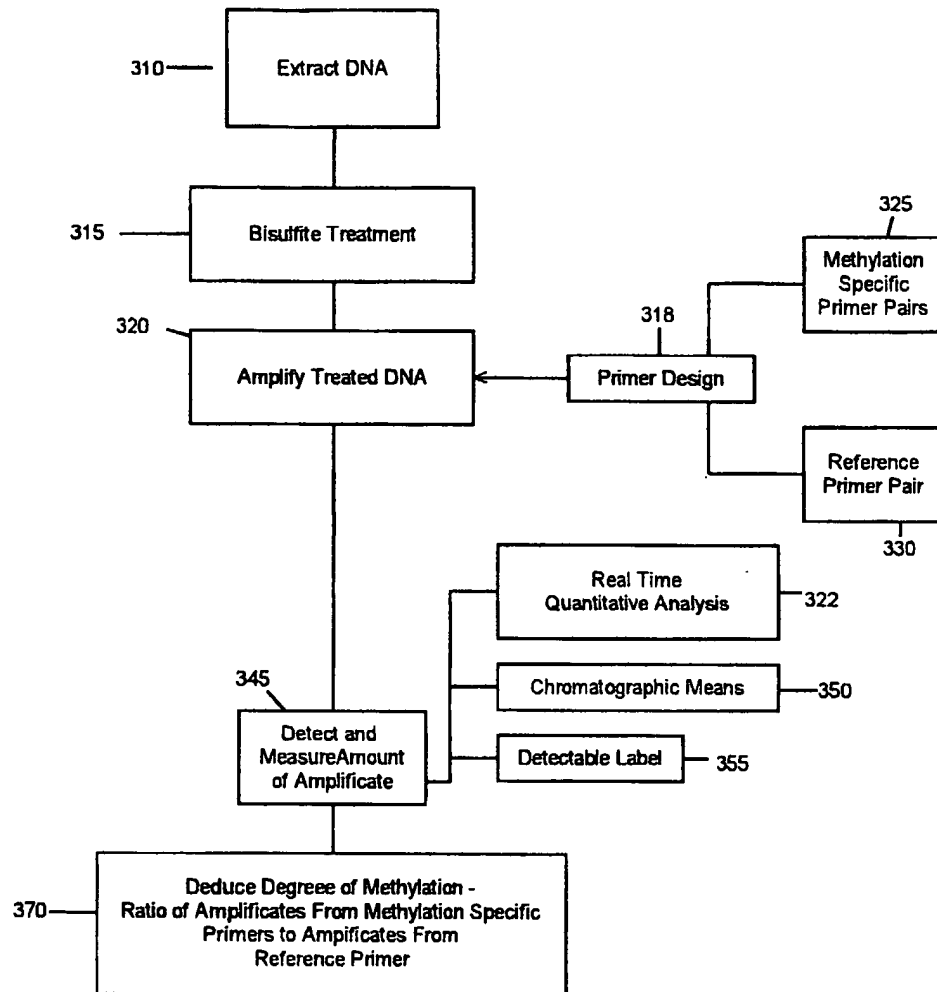 310
Extract DNA
315
Bisulfite Treatment
325
Methylation
Specific
Primer Pairs
320
Amplify Treated DNA
318
Primer Design
Reference
Primer Pair
330
Real Time
Quantitative Analysis
322
345
Detect and
MeasureAmount
of Amplificate
Chromatographic Means
350
Detectable Label
355
370
Deduce Degreee of Methylation -
Ratio of Amplificates From Methylation Specific
Primers to Ampificates From
Reference Primer